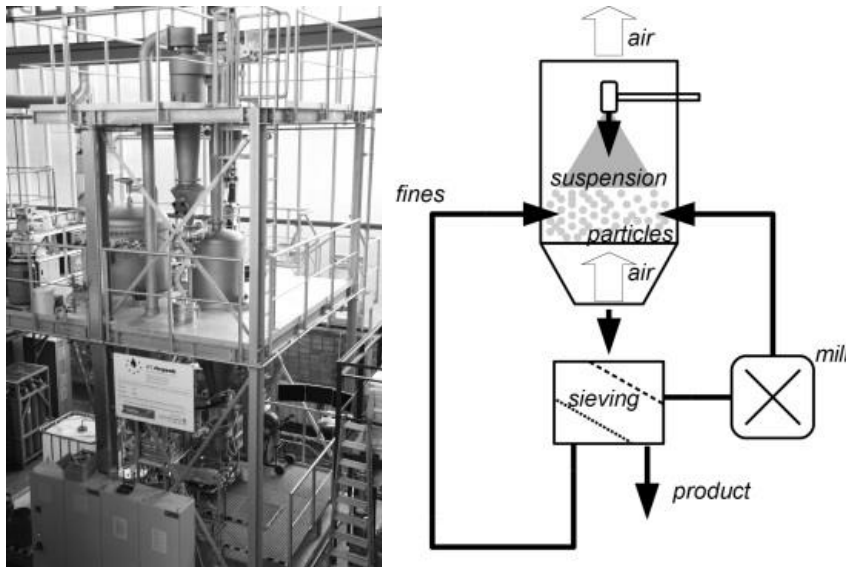 air
suspension
fines
particles
air
mill
sieving
product